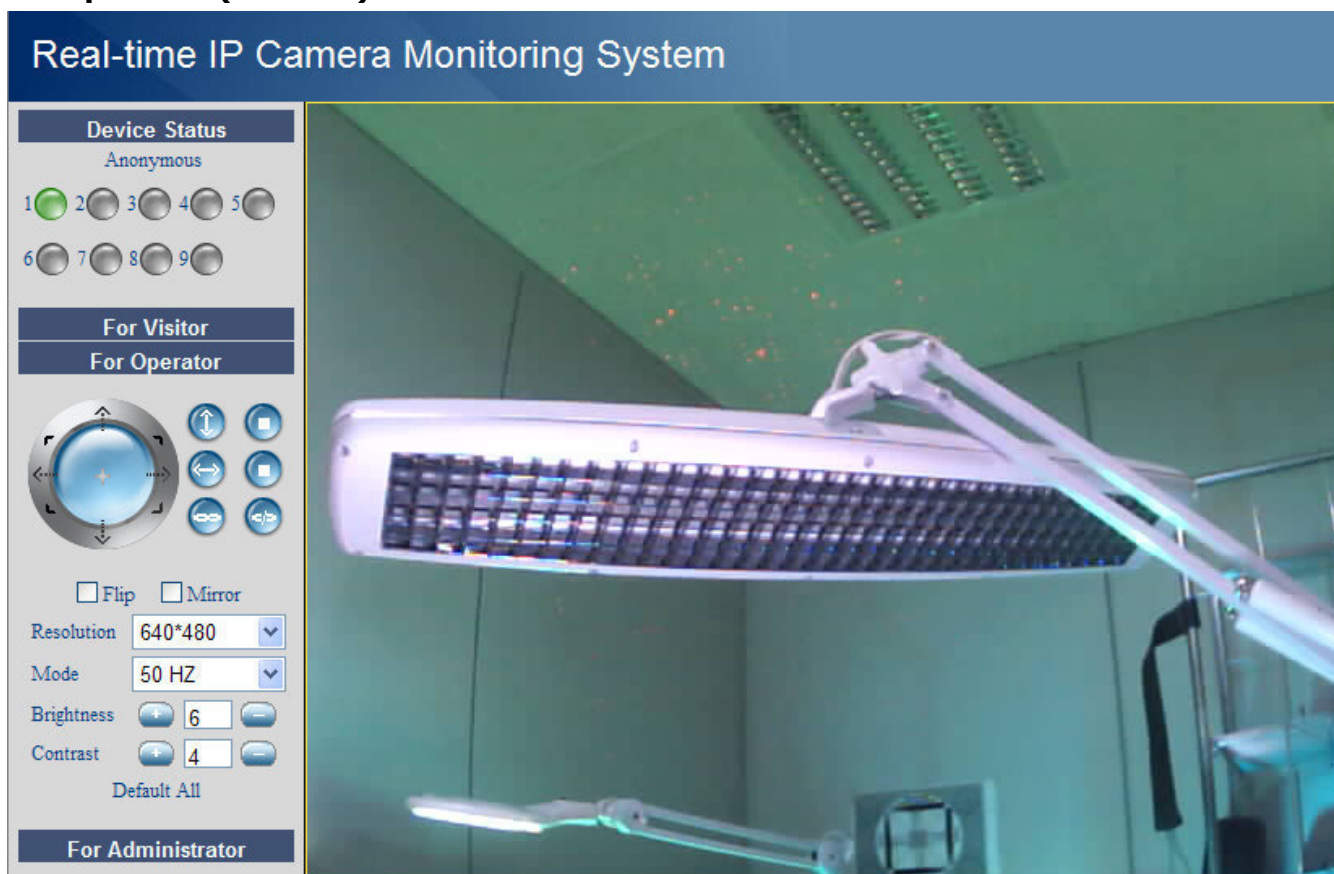 Real-time IP Camera Monitoring System
Device Status
Anonymous
1 2 3 4 5
6 7 8 9
For Visitor
For Operator
Flip Mirror
Resolution 640*480
Mode 50 HZ
Brightness + 6 -
Contrast + 4 -
Default All
For Administrator